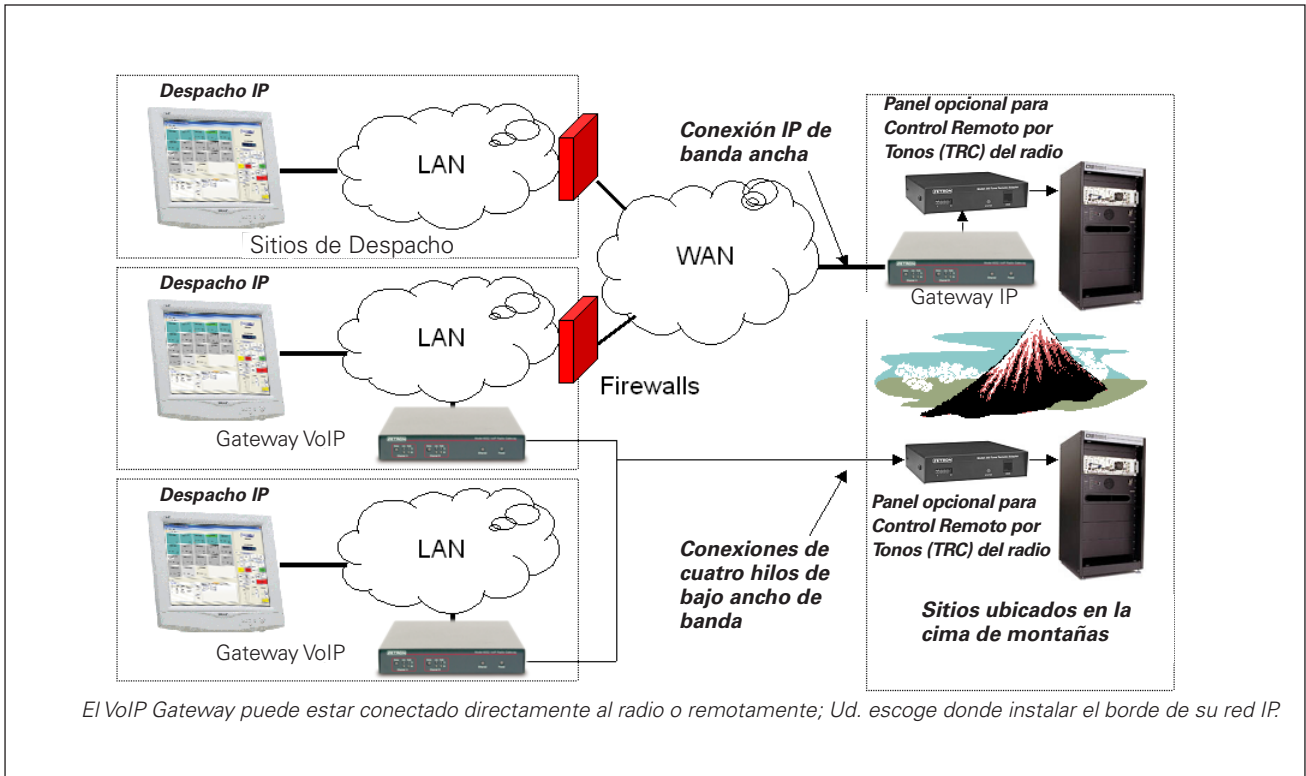 Despacho IP
LAN
Sitios de Despacho
Conexión IP de
banda ancha
WAN
Panel opcional para
Control Remoto por
Tonos (TRC) del radio
ZETRON
Gateway IP
Despacho IP
LAN
Firewalls
Gateway VoIP
Despacho IP
LAN
Gateway VoIP
Conexiones de
cuatro hilos de
bajo ancho de
banda
Panel opcional para
Control Remoto por
Tonos (TRC) del radio
Sitios ubicados en la
cima de montañas
El VoIP Gateway puede estar conectado directamente al radio o remotamente; Ud. escoge donde instalar el borde de su red IP.